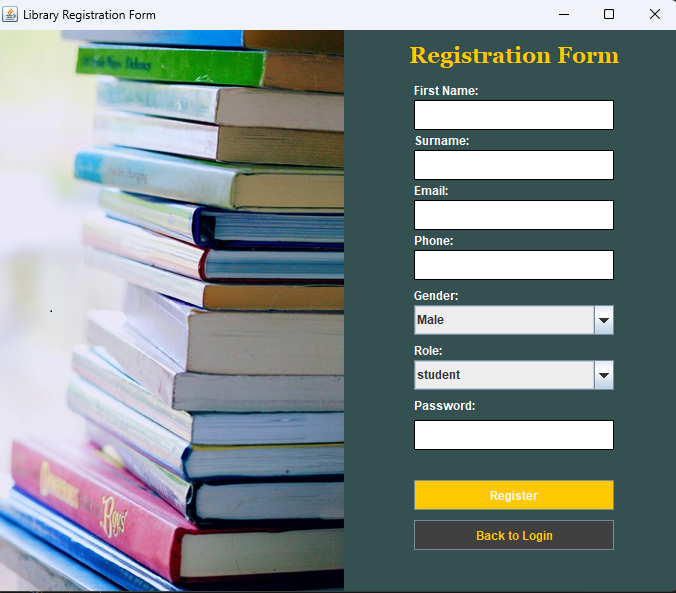 Library Registration Form
Registration Form
First Name:
Surname:
Email:
Phone:
Gender:
Male
Role:
student
Password:
Register
Back to Login
Boys